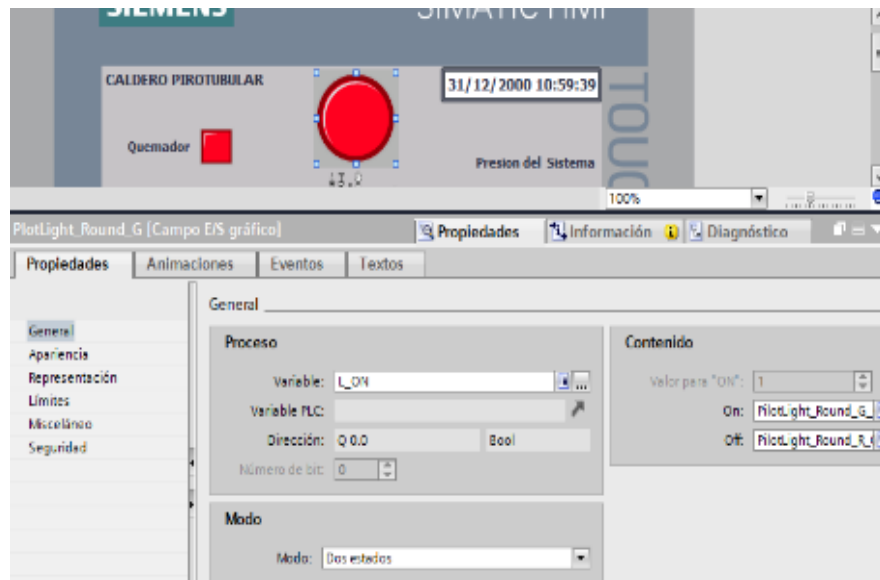 SIEMENS
SIMATIC HMI
CALDERO PIROTUBULAR
31/12/2000 10:59:39
TOUC
Quemador
Presion del Sistema
100%
PlotLight_Round_G [Campo E/S gráfico]
Propiedades
Información
Diagnóstico
Propiedades
Animaciones
Eventos
Textos
General
General
Apariencia
Representación
Límites
Misceláneo
Seguridad
Proceso
Variable: L_ON
Variable PLC:
Dirección: Q 0.0 Bool
Número de bit: 0
Contenido
Valor para "ON": 1
On: PilotLight_Round_G_
Off: PilotLight_Round_R_
Modo
Modo: Dos estados